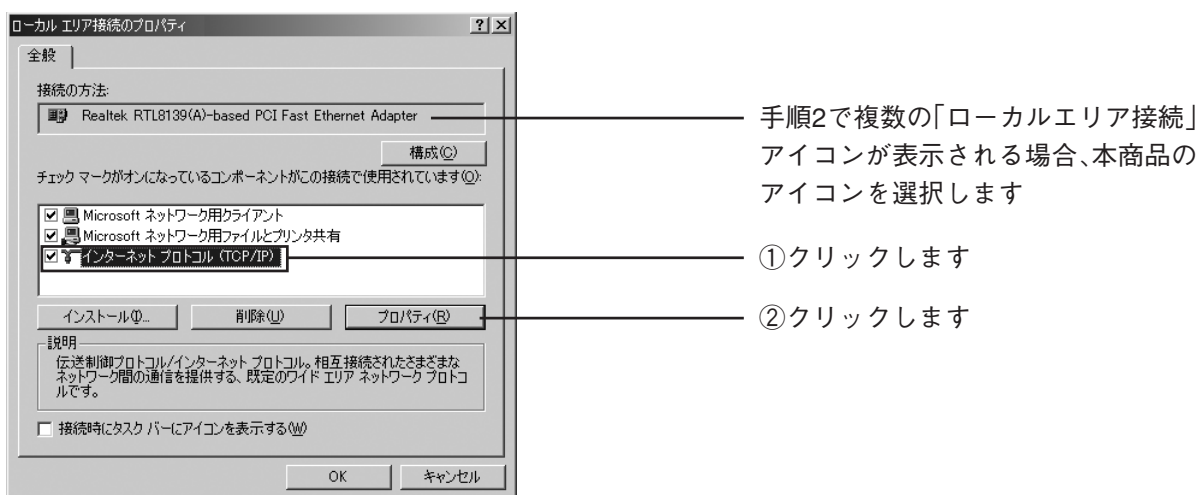 ローカル エリア接続のプロパティ
全般
接続の方法:
Realtek RTL8139(A)-based PCI Fast Ethernet Adapter
構成(C)
チェック マークがオンになっているコンポーネントがこの接続で使用されています(O):
Microsoft ネットワーク用クライアント
Microsoft ネットワーク用ファイルとプリンタ共有
インターネット プロトコル (TCP/IP)
インストール(I)...
削除(U)
プロパティ(R)
説明
伝送制御プロトコル/インターネット プロトコル。相互接続されたさまざまな
ネットワーク間の通信を提供する、既定のワイド エリア ネットワーク プロトコ
ルです。
接続時にタスク バーにアイコンを表示する(W)
OK
キャンセル
手順2で複数の「ローカルエリア接続」
アイコンが表示される場合、本商品の
アイコンを選択します
①クリックします
②クリックします